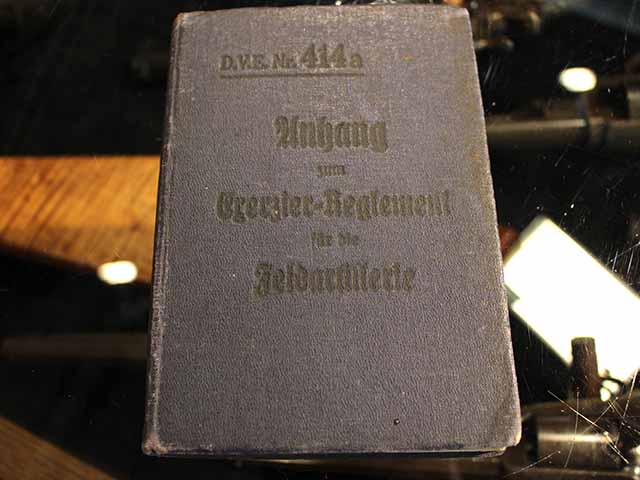 D.V.E. Nr. 414a
Anhang
zum
Exerzier-Reglement
für die
Feldartillerie